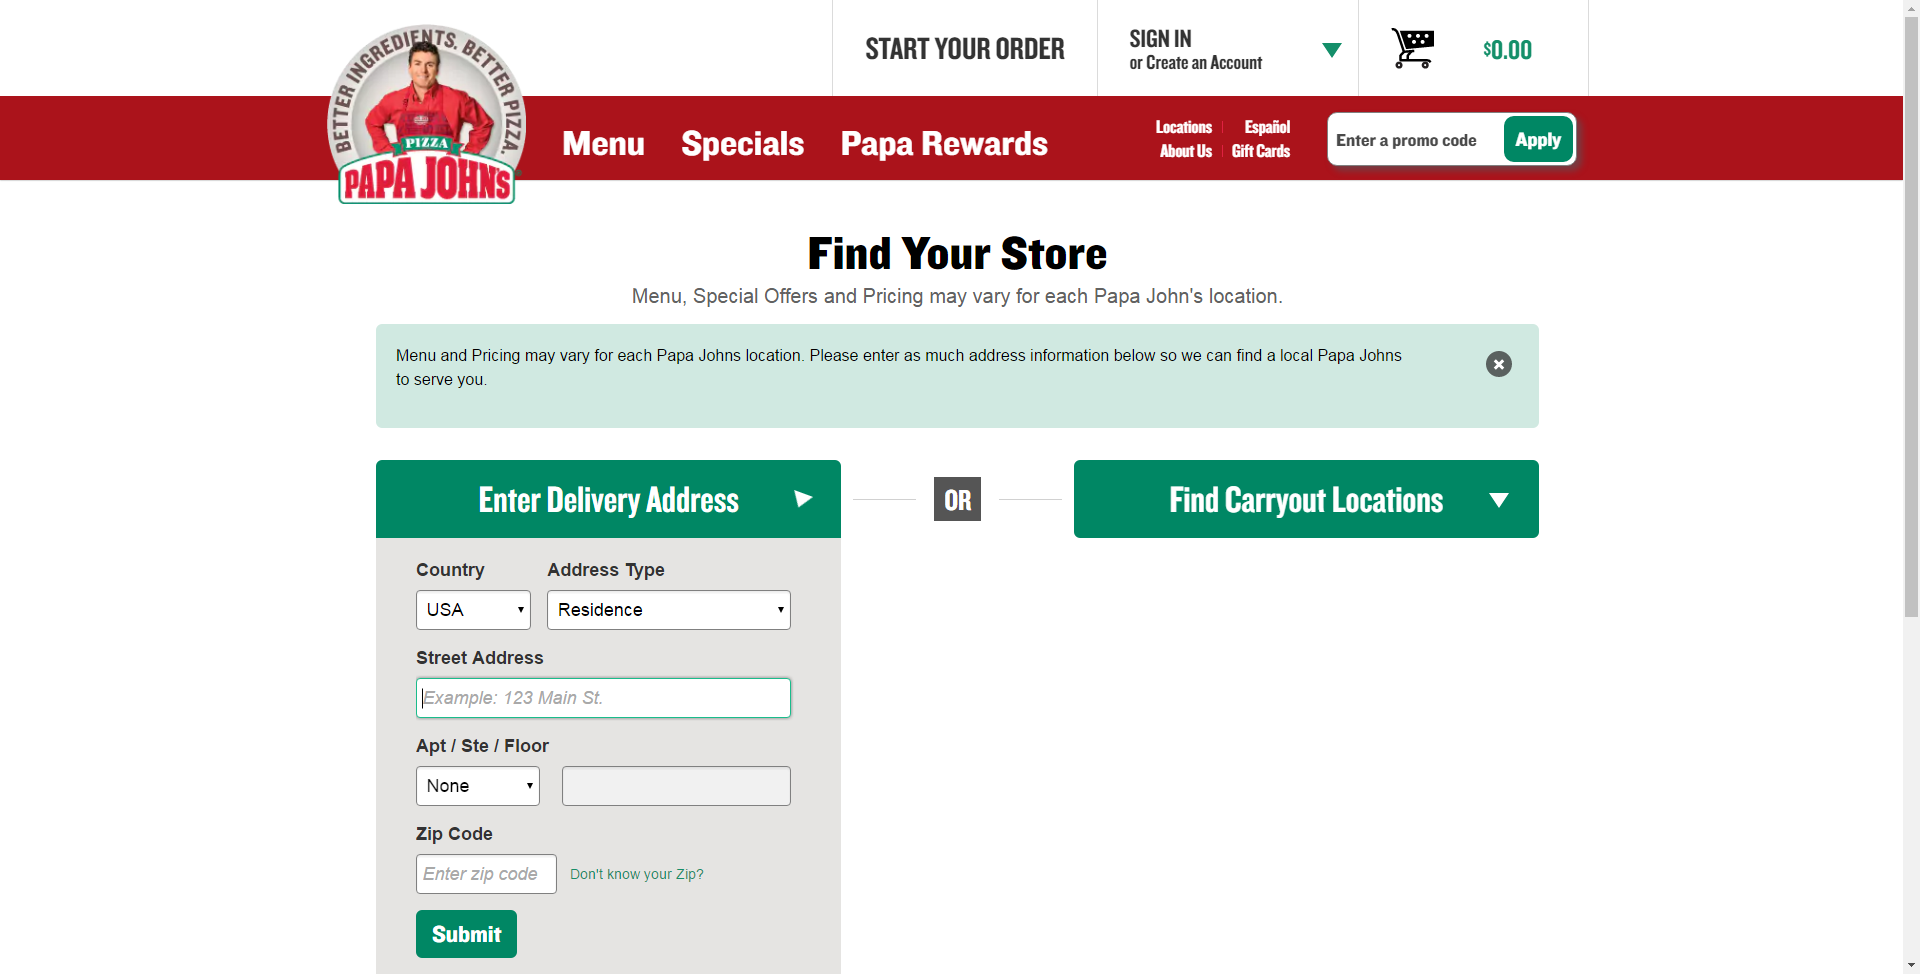 START YOUR ORDER
SIGN IN
or Create an Account
$0.00
BETTER INGREDIENTS. BETTER PIZZA.
PIZZA
PAPA JOHN'S
Menu
Specials
Papa Rewards
Locations
Español
About Us
Gift Cards
Enter a promo code
Apply
Find Your Store
Menu, Special Offers and Pricing may vary for each Papa John's location.
Menu and Pricing may vary for each Papa Johns location. Please enter as much address information below so we can find a local Papa Johns
to serve you.
Enter Delivery Address
OR
Find Carryout Locations
Country
Address Type
USA
Residence
Street Address
Example: 123 Main St.
Apt / Ste / Floor
None
Zip Code
Enter zip code
Don't know your Zip?
Submit